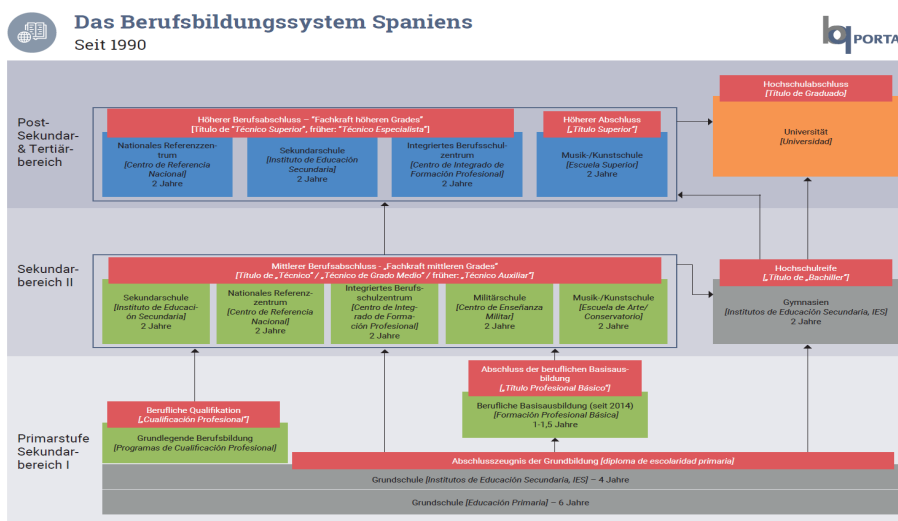 Das Berufsbildungssystem Spaniens
Seit 1990
bq PORTA
Hochschulabschluss
[Título de Graduado]
Universität
[Universidad]
Post-
Sekundar-
& Tertiär-
bereich
Höherer Berufsabschluss – "Fachkraft höheren Grades"
[Título de "Técnico Superior", früher: "Técnico Especialista"]
Nationales Referenzzen-
trum
[Centro de Referencia
Nacional]
2 Jahre
Sekundarschule
[Instituto de Educación
Secundaria]
2 Jahre
Integriertes Berufsschul-
zentrum
[Centro de Integrado de
Formación Profesional]
2 Jahre
Höherer Abschluss
[„Título Superior"]
Musik-/Kunstschule
[Escuela Superior]
2 Jahre
Sekundar-
bereich II
Mittlerer Berufsabschluss - „Fachkraft mittleren Grades"
[Título de „Técnico" / „Técnico de Grado Medio" / früher: „Técnico Auxiliar"]
Sekundarschule
[Instituto de Educaci-
ón Secundaria]
2 Jahre
Nationales Referenz-
zentrum
[Centro de Referencia
Nacional]
2 Jahre
Integriertes Berufs-
schulzentrum
[Centro de Integ-
rado de Forma-
ción Profesional]
2 Jahre
Militärschule
[Centro de Enseñanza
Militar]
2 Jahre
Musik-/Kunstschule
[Escuela de Arte/
Conservatorio]
2 Jahre
Hochschulreife
[„Título de „Bachiller"]
Gymnasien
[Institutos de Educación Secundaria, IES]
2 Jahre
Primarstufe
Sekundar-
bereich I
Berufliche Qualifikation
[„Cualificación Profesional"]
Grundlegende Berufsbildung
[Programas de Cualificación Profesional]
Abschluss der beruflichen Basisaus-
bildung
[„Título Profesional Básico"]
Berufliche Basisausbildung (seit 2014)
[Formación Profesional Básica]
1-1,5 Jahre
Abschlusszeugnis der Grundbildung [diploma de escolaridad primaria]
Grundschule [Institutos de Educación Secundaria, IES] – 4 Jahre
Grundschule [Educación Primaria] – 6 Jahre